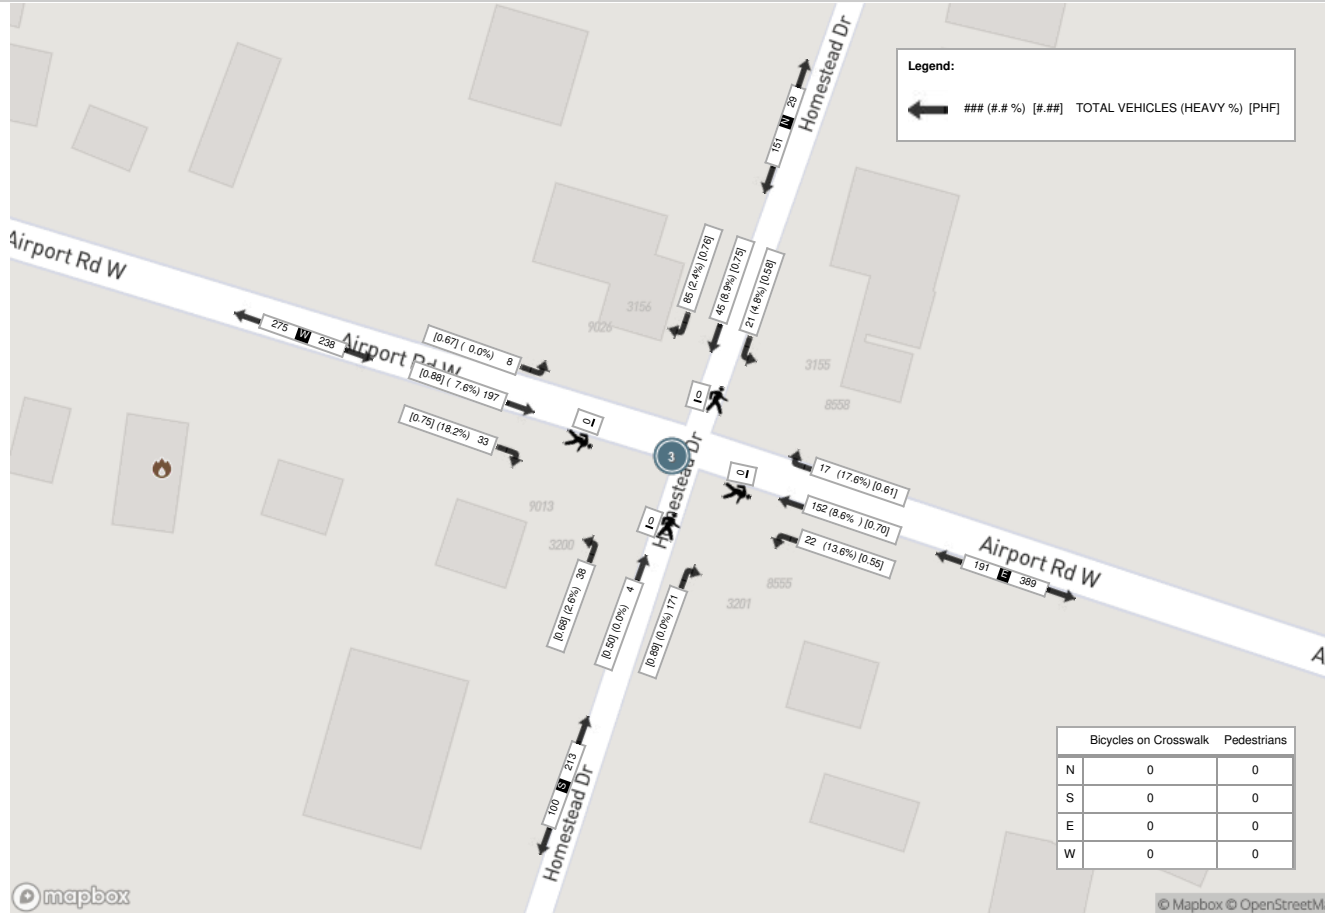 Homestead Dr
Legend:
### (#.# %) [#.##] TOTAL VEHICLES (HEAVY %) [PHF]
151 N 29
Airport Rd W
85 (2.4%) [0.76]
45 (8.9%) [0.75]
21 (4.8%) [0.58]
275 W 238
Airport Rd W
[0.67] ( 0.0%) 8
[0.88] ( 7.6%) 197
[0.75] (18.2%) 33
3156
9026
3155
8558
0
0
3
Homestead Dr
0
0
17 (17.6%) [0.61]
152 (8.6% ) [0.70]
22 (13.6%) [0.55]
9013
3200
8555
3201
Airport Rd W
191 E 389
[0.68] (2.6%) 38
[0.50] (0.0%) 4
[0.89] (0.0%) 171
A
100 S 213
Homestead Dr
Bicycles on Crosswalk Pedestrians
N 0 0
S 0 0
E 0 0
W 0 0
mapbox
© Mapbox © OpenStreetM